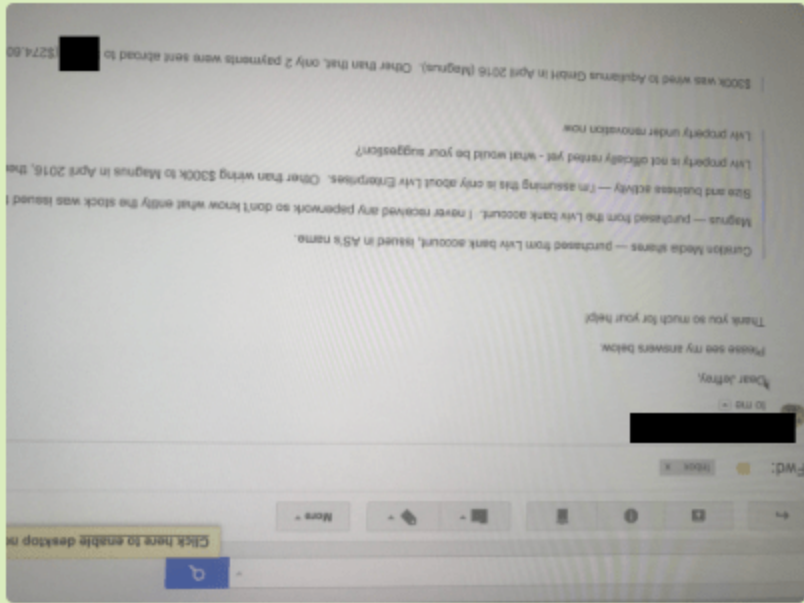 Click here to enable desktop
More
Fwd:
Inbox x
to me
Dear Jeffrey,
Please see my answers below.
Thank you so much for your help!
Curation Media shares — purchased from Lviv bank account, issued in AS's name.
Magnus — purchased from the Lviv bank account. I never received any paperwork so don't know what entity the stock was issued
Size and business activity — I'm assuming this is only about Lviv Enterprises. Other than wiring $300K to Magnus in April 2016,
Lviv property is not officially rented yet - what would be your suggestion?
Lviv property under renovation now
$300K was wired to Aquilamus GmbH in April 2016 (Magnus). Other than that, only 2 payments were sent abroad to ($274.60